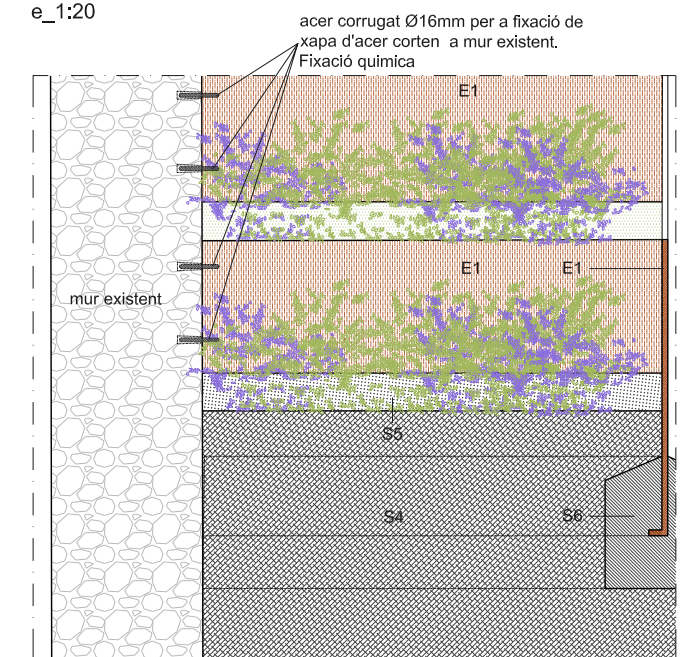 e_1:20
acer corrugat Ø16mm per a fixació de
xapa d'acer corten a mur existent.
Fixació quimica
E1
E1 E1
mur existent
S5
S4 S6